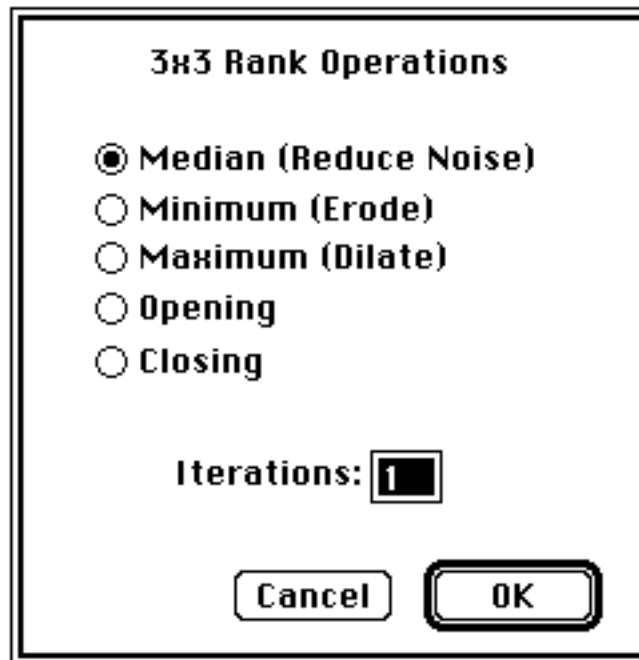 3x3 Rank Operations
Median (Reduce Noise)
Minimum (Erode)
Maximum (Dilate)
Opening
Closing
Iterations: 1
Cancel OK